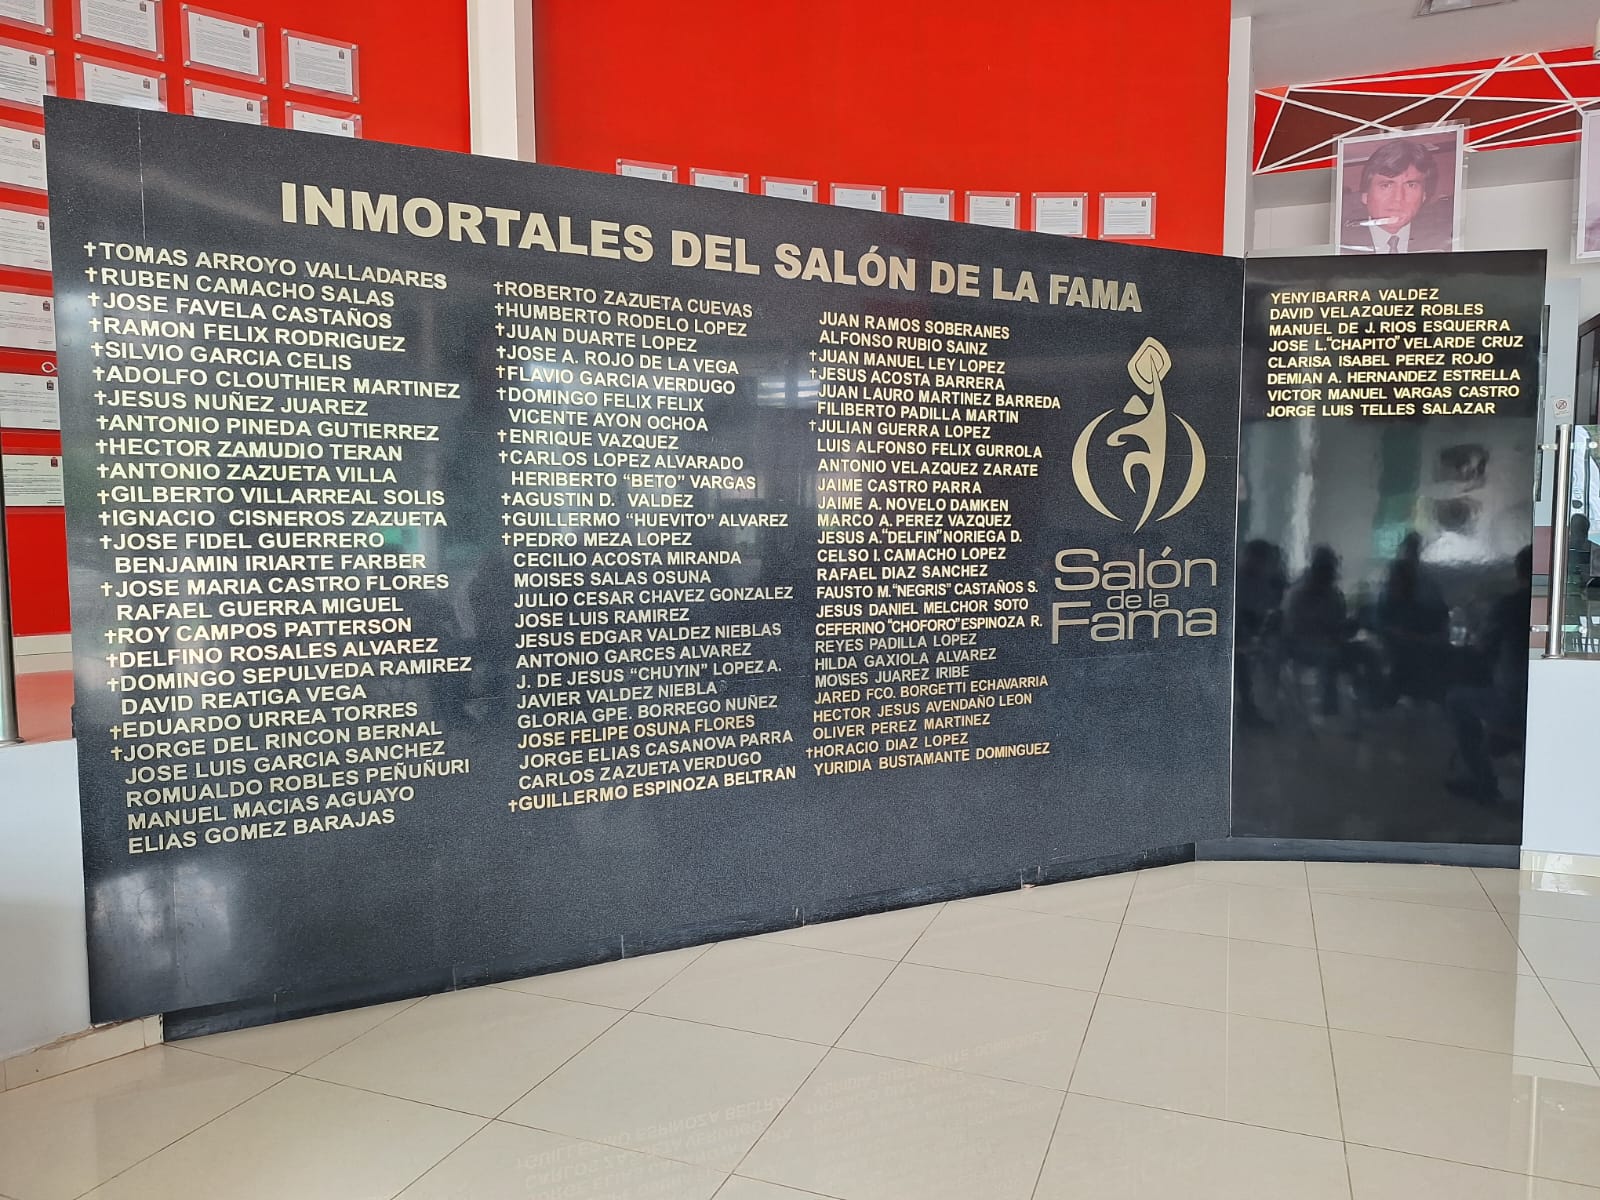 INMORTALES DEL SALÓN DE LA FAMA
✝TOMAS ARROYO VALLADARES
✝RUBEN CAMACHO SALAS
✝JOSE FAVELA CASTAÑOS
✝RAMON FELIX RODRIGUEZ
✝SILVIO GARCIA CELIS
✝ADOLFO CLOUTHIER MARTINEZ
✝JESUS NUÑEZ JUAREZ
✝ANTONIO PINEDA GUTIERREZ
✝HECTOR ZAMUDIO TERAN
✝ANTONIO ZAZUETA VILLA
✝GILBERTO VILLARREAL SOLIS
✝IGNACIO CISNEROS ZAZUETA
✝JOSE FIDEL GUERRERO
BENJAMIN IRIARTE FARBER
✝JOSE MARIA CASTRO FLORES
RAFAEL GUERRA MIGUEL
✝ROY CAMPOS PATTERSON
✝DELFINO ROSALES ALVAREZ
✝DOMINGO SEPULVEDA RAMIREZ
DAVID REATIGA VEGA
✝EDUARDO URREA TORRES
✝JORGE DEL RINCON BERNAL
JOSE LUIS GARCIA SANCHEZ
ROMUALDO ROBLES PEÑUÑURI
MANUEL MACIAS AGUAYO
ELIAS GOMEZ BARAJAS
✝ROBERTO ZAZUETA CUEVAS
✝HUMBERTO RODELO LOPEZ
✝JUAN DUARTE LOPEZ
✝JOSE A. ROJO DE LA VEGA
✝FLAVIO GARCIA VERDUGO
✝DOMINGO FELIX FELIX
VICENTE AYON OCHOA
✝ENRIQUE VAZQUEZ
✝CARLOS LOPEZ ALVARADO
HERIBERTO "BETO" VARGAS
✝AGUSTIN D. VALDEZ
✝GUILLERMO "HUEVITO" ALVAREZ
✝PEDRO MEZA LOPEZ
CECILIO ACOSTA MIRANDA
MOISES SALAS OSUNA
JULIO CESAR CHAVEZ GONZALEZ
JOSE LUIS RAMIREZ
JESUS EDGAR VALDEZ NIEBLAS
ANTONIO GARCES ALVAREZ
J. DE JESUS "CHUYIN" LOPEZ A.
JAVIER VALDEZ NIEBLA
GLORIA GPE. BORREGO NUÑEZ
JOSE FELIPE OSUNA FLORES
JORGE ELIAS CASANOVA PARRA
CARLOS ZAZUETA VERDUGO
✝GUILLERMO ESPINOZA BELTRAN
JUAN RAMOS SOBERANES
ALFONSO RUBIO SAINZ
✝JUAN MANUEL LEY LOPEZ
✝JESUS ACOSTA BARRERA
JUAN LAURO MARTINEZ BARREDA
FILIBERTO PADILLA MARTIN
✝JULIAN GUERRA LOPEZ
LUIS ALFONSO FELIX GURROLA
ANTONIO VELAZQUEZ ZARATE
JAIME CASTRO PARRA
JAIME A. NOVELO DAMKEN
MARCO A. PEREZ VAZQUEZ
JESUS A."DELFIN"NORIEGA D.
CELSO I. CAMACHO LOPEZ
RAFAEL DIAZ SANCHEZ
FAUSTO M."NEGRIS" CASTAÑOS S.
JESUS DANIEL MELCHOR SOTO
CEFERINO "CHOFORO"ESPINOZA R.
REYES PADILLA LOPEZ
HILDA GAXIOLA ALVAREZ
MOISES JUAREZ IRIBE
JARED FCO. BORGETTI ECHAVARRIA
HECTOR JESUS AVENDAÑO LEON
OLIVER PEREZ MARTINEZ
✝HORACIO DIAZ LOPEZ
YURIDIA BUSTAMANTE DOMINGUEZ
Salón
de la
Fama
YENYIBARRA VALDEZ
DAVID VELAZQUEZ ROBLES
MANUEL DE J. RIOS ESQUERRA
JOSE L."CHAPITO" VELARDE CRUZ
CLARISA ISABEL PEREZ ROJO
DEMIAN A. HERNANDEZ ESTRELLA
VICTOR MANUEL VARGAS CASTRO
JORGE LUIS TELLES SALAZAR